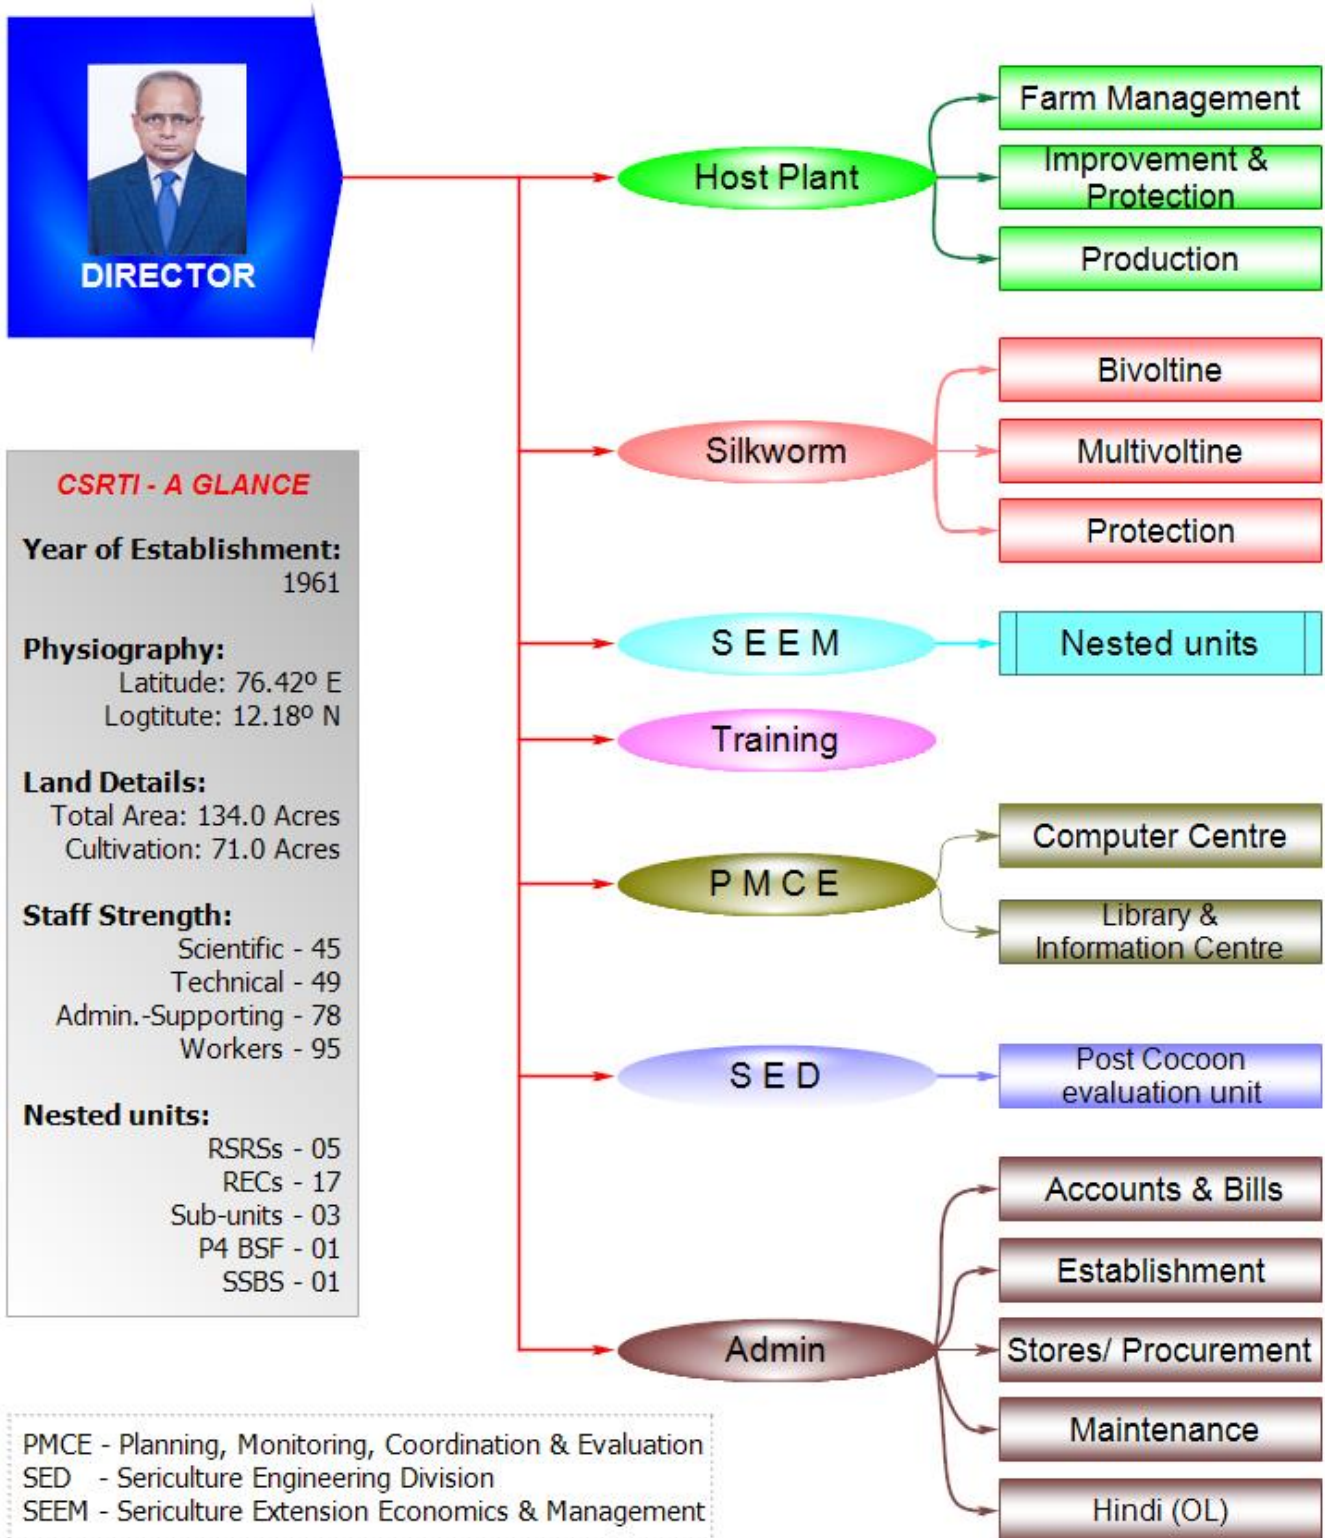 DIRECTOR
CSRTI - A GLANCE
Year of Establishment:
1961
Physiography:
Latitude: 76.42º E
Logtitute: 12.18º N
Land Details:
Total Area: 134.0 Acres
Cultivation: 71.0 Acres
Staff Strength:
Scientific - 45
Technical - 49
Admin.-Supporting - 78
Workers - 95
Nested units:
RSRSs - 05
RECs - 17
Sub-units - 03
P4 BSF - 01
SSBS - 01
Host Plant
Farm Management
Improvement &
Protection
Production
Silkworm
Bivoltine
Multivoltine
Protection
S E E M
Nested units
Training
P M C E
Computer Centre
Library &
Information Centre
S E D
Post Cocoon
evaluation unit
Admin
Accounts & Bills
Establishment
Stores/ Procurement
Maintenance
Hindi (OL)
PMCE - Planning, Monitoring, Coordination & Evaluation
SED - Sericulture Engineering Division
SEEM - Sericulture Extension Economics & Management